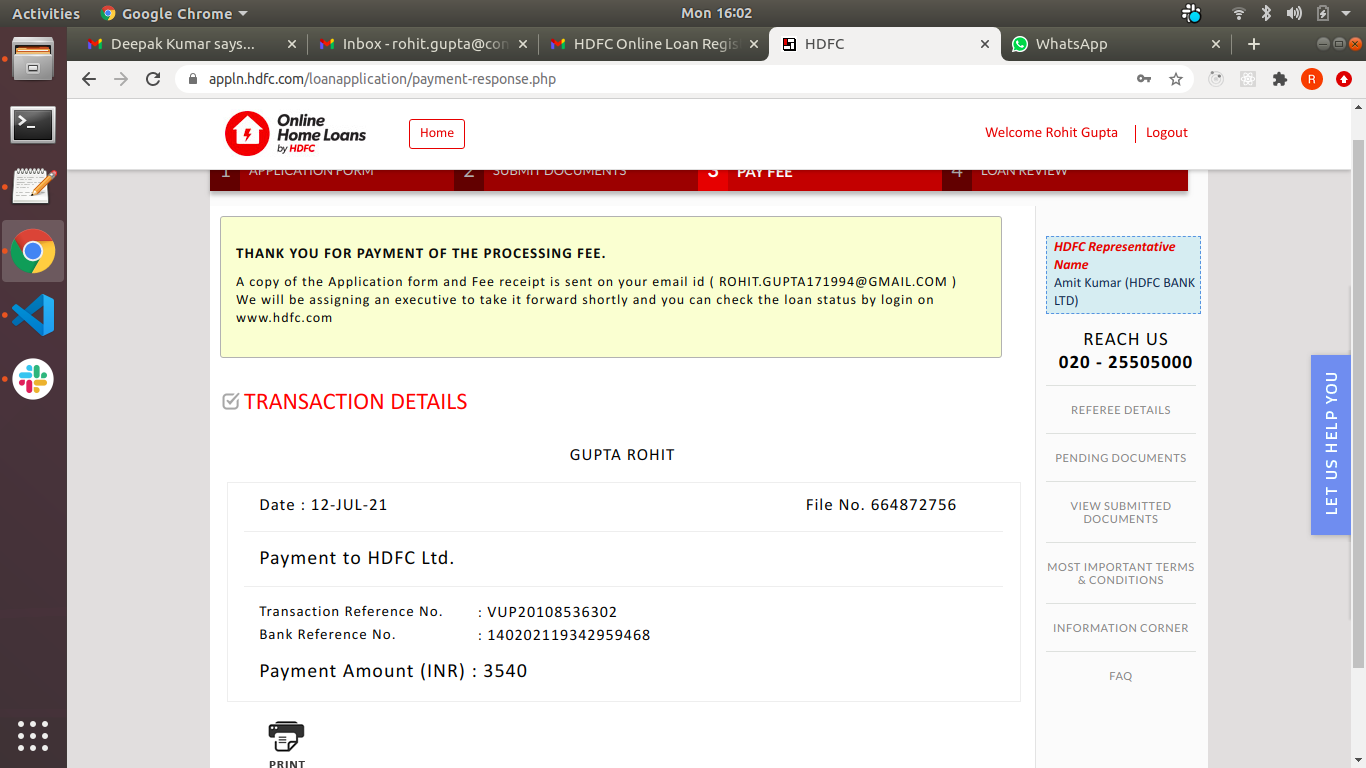 Activities
Google Chrome
Mon 16:02
Deepak Kumar says...
Inbox - rohit.gupta@con
HDFC Online Loan Regis
HDFC
WhatsApp
appln.hdfc.com/loanapplication/payment-response.php
R
Online
Home Loans
by HDFC
Home
Welcome Rohit Gupta
Logout
1 APPLICATION FORM
2 SUBMIT DOCUMENTS
3 PAY FEE
4 LOAN REVIEW
THANK YOU FOR PAYMENT OF THE PROCESSING FEE.
A copy of the Application form and Fee receipt is sent on your email id ( ROHIT.GUPTA171994@GMAIL.COM )
We will be assigning an executive to take it forward shortly and you can check the loan status by login on
www.hdfc.com
TRANSACTION DETAILS
GUPTA ROHIT
Date : 12-JUL-21
File No. 664872756
Payment to HDFC Ltd.
Transaction Reference No. : VUP20108536302
Bank Reference No. : 140202119342959468
Payment Amount (INR) : 3540
PRINT
HDFC Representative
Name
Amit Kumar (HDFC BANK
LTD)
REACH US
020 - 25505000
REFEREE DETAILS
PENDING DOCUMENTS
VIEW SUBMITTED
DOCUMENTS
MOST IMPORTANT TERMS
& CONDITIONS
INFORMATION CORNER
FAQ
LET US HELP YOU